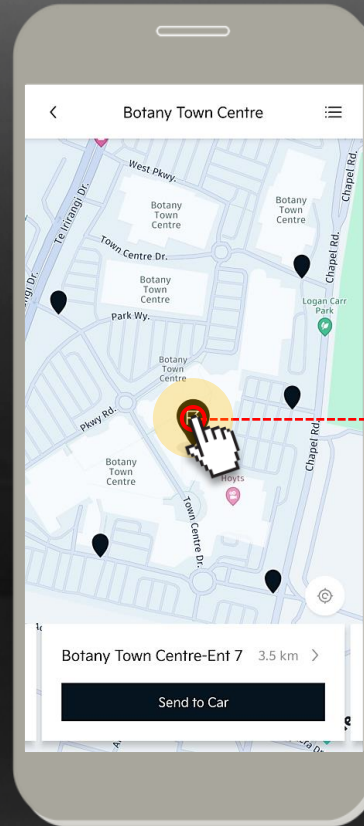 Botany Town Centre
West Pkwy.
Te Irirangi Dr.
Botany
Town
Centre
Botany
Town
Centre
Chapel Rd.
Chapel Rd.
Town Centre Dr.
Botany
Town
Centre
Logan Carr
Park
Park Wy.
Botany
Town
Centre
Pkwy Rd.
Chapel Rd.
Botany
Town
Centre
Hoyts
Town Centre Dr.
Botany Town Centre-Ent 7 3.5 km
Send to Car